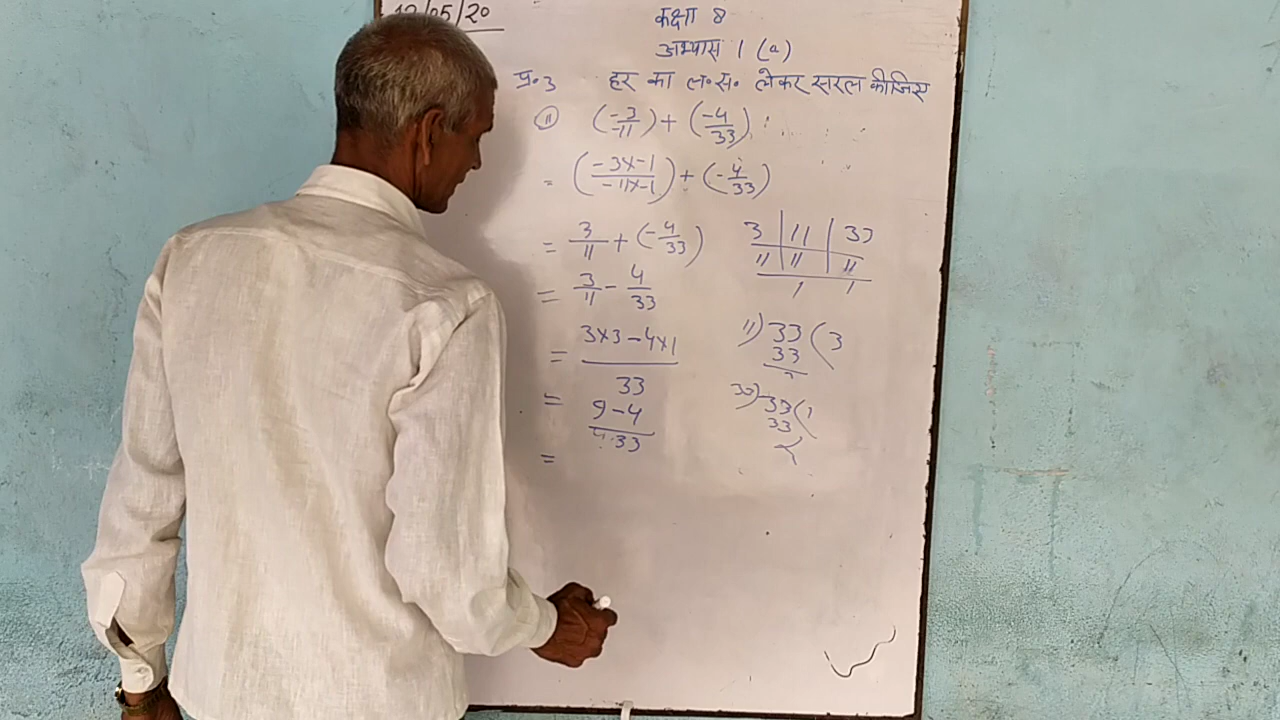 12/05/20
कक्षा 8
अभ्यास 1 (a)
प्र॰3 हर का ल॰स॰ लेकर सरल कीजिए
(ii) (-3/-11) + (-4/33)
= (-3×-1/-11×-1) + (-4/33)
= 3/11 + (-4/33)
= 3/11 - 4/33
= 3×3-4×1/33
= 9-4/33
=
3 | 11 | 33
11 | 11 | 11
1 1
11) 33 (3
33
33) 33 (1
33